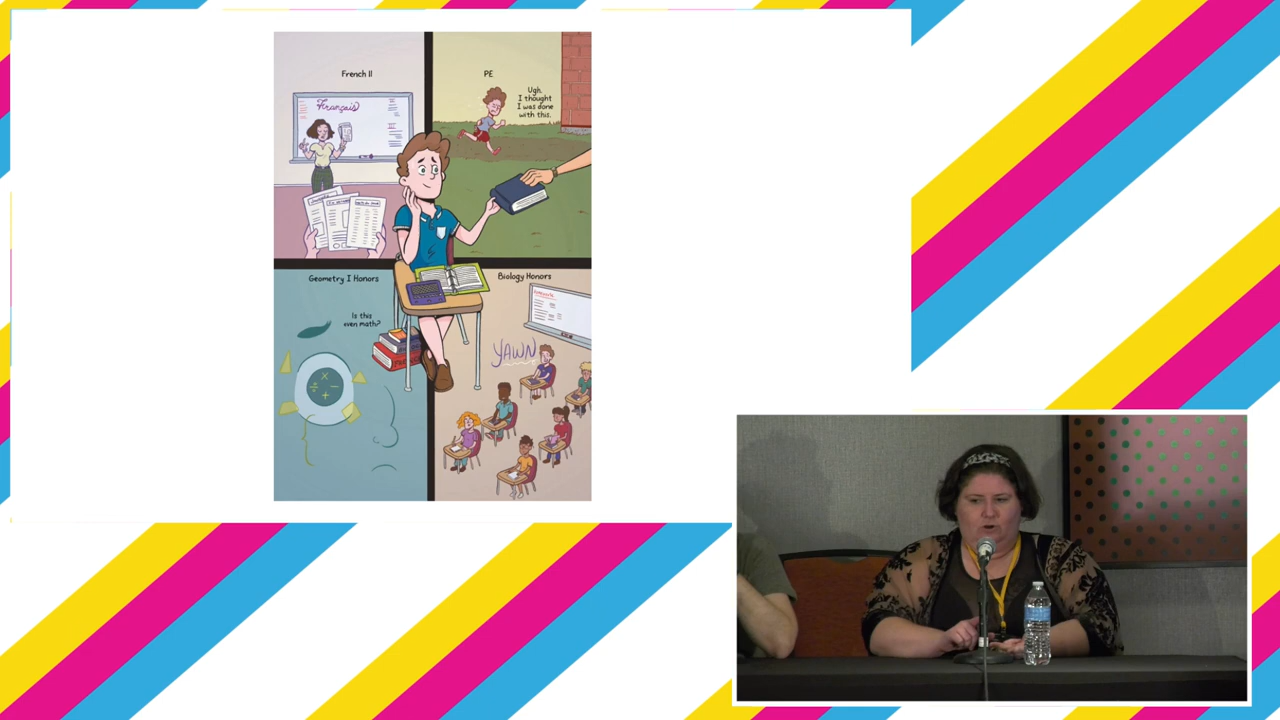 French II
Français
PE
Ugh.
I thought
I was done
with this.
Geometry I Honors
Is this
even math?
Biology Honors
Homework
YAWN